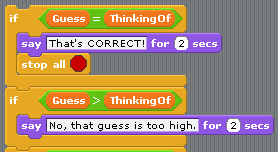 if Guess = ThinkingOf
say That's CORRECT! for 2 secs
stop all
if Guess > ThinkingOf
say No, that guess is too high. for 2 secs